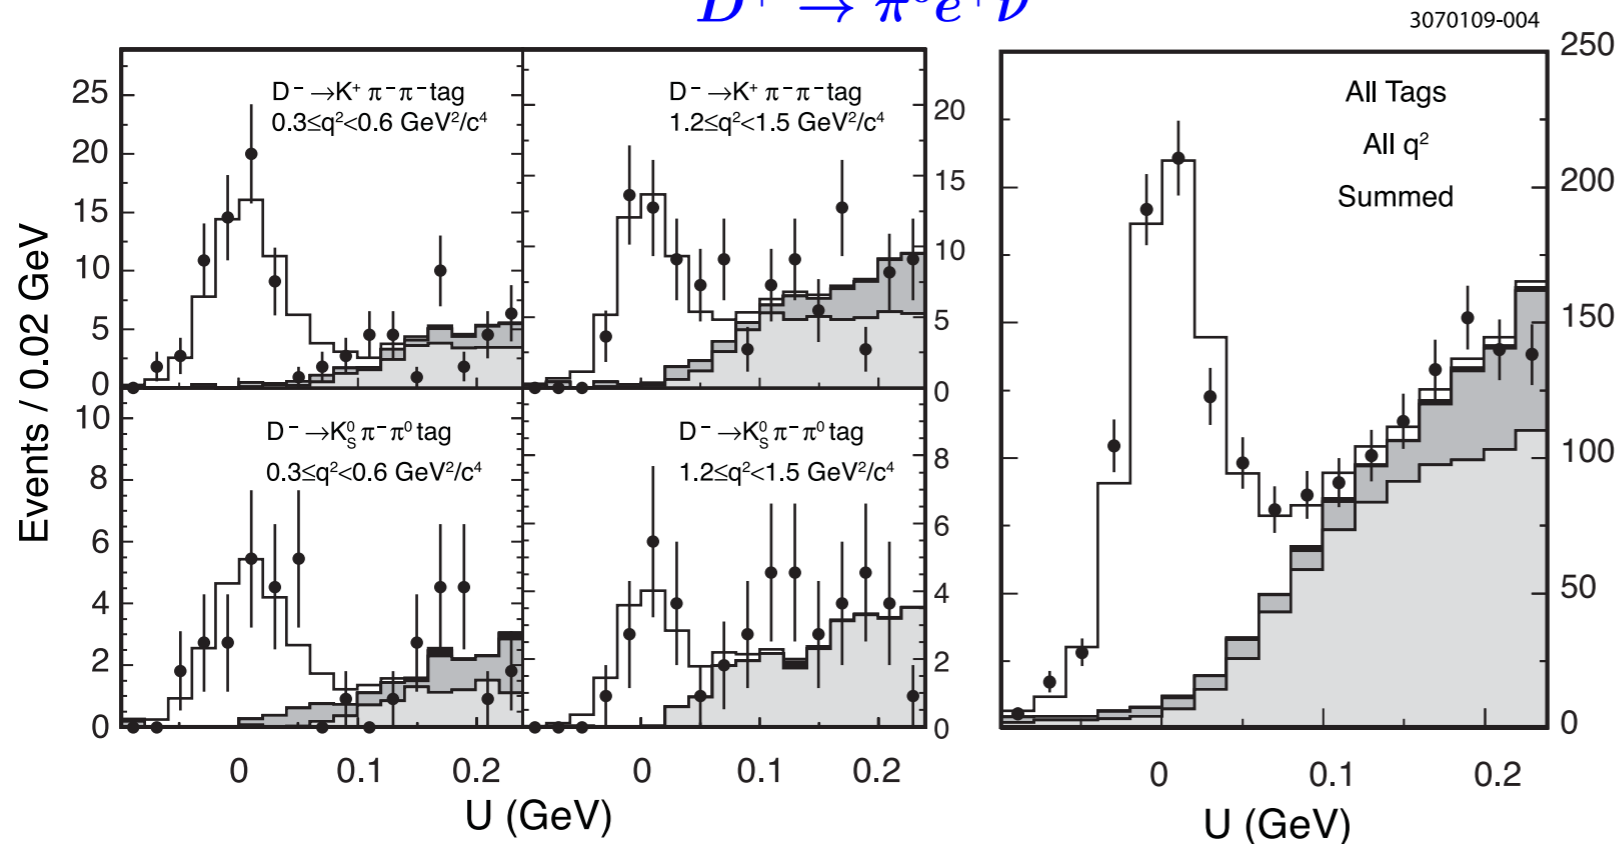 D⁺ → π⁰e⁺ν
3070109-004
D⁻ →K⁺ π⁻π⁻ tag
0.3≤q²<0.6 GeV²/c⁴
D⁻ →K⁺ π⁻π⁻ tag
1.2≤q²<1.5 GeV²/c⁴
D⁻ →K⁰S π⁻π⁰ tag
0.3≤q²<0.6 GeV²/c⁴
D⁻ →K⁰S π⁻π⁰ tag
1.2≤q²<1.5 GeV²/c⁴
All Tags
All q²
Summed
Events / 0.02 GeV
25
20
15
10
5
0
10
8
6
4
2
0
20
15
10
5
0
8
6
4
2
0
250
200
150
100
50
0
0 0.1 0.2
0 0.1 0.2
0 0.1 0.2
U (GeV)
U (GeV)